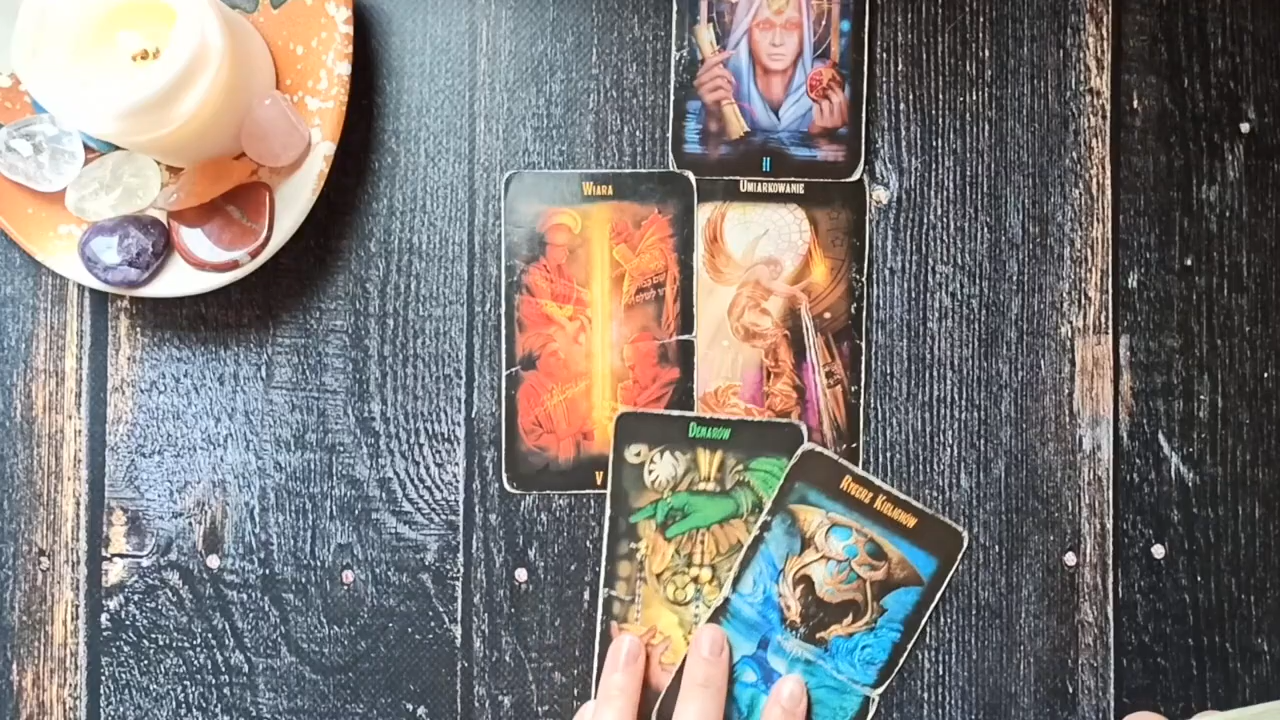 II
WIARA
UMIARKOWANIE
V
DENARÓW
RYCERZ KIELICHÓW